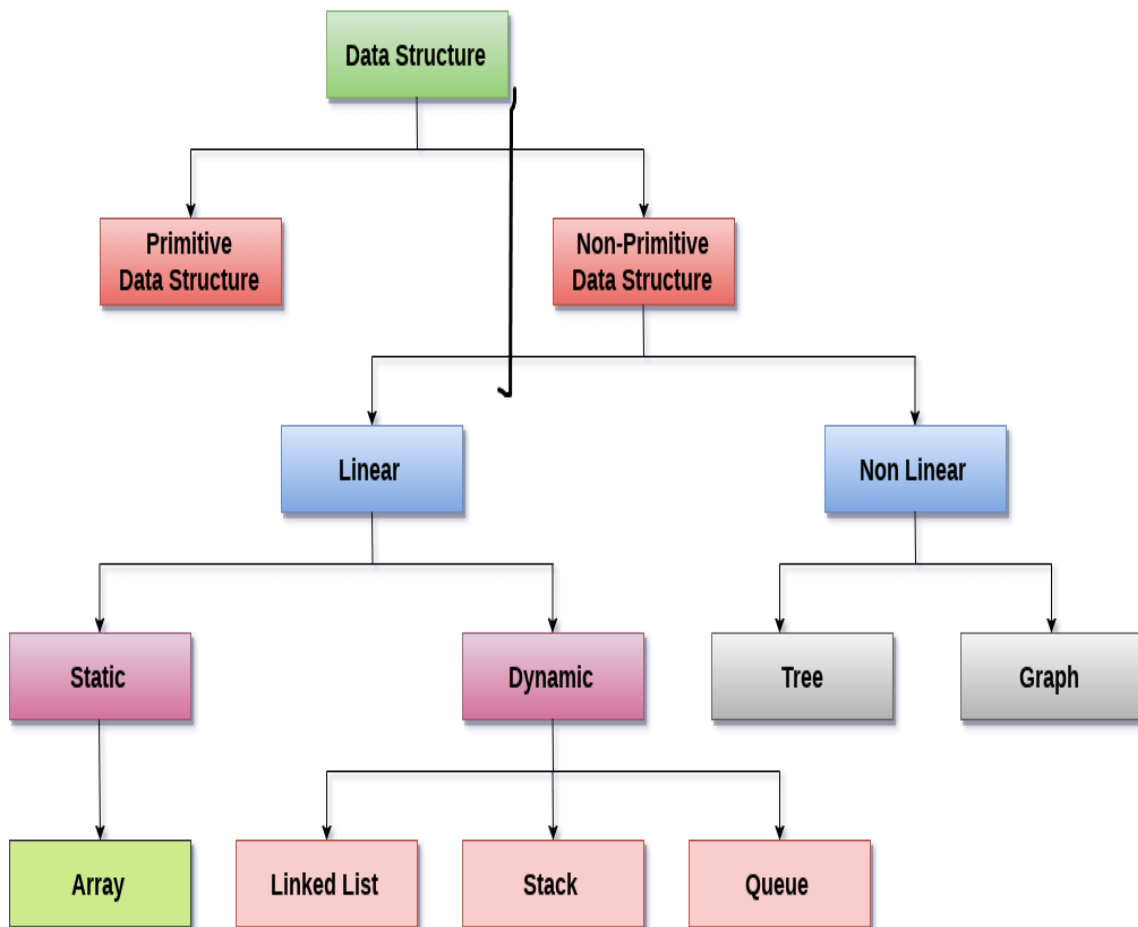 Data Structure
Primitive
Data Structure
Non-Primitive
Data Structure
Linear
Non Linear
Static
Dynamic
Tree
Graph
Array
Linked List
Stack
Queue